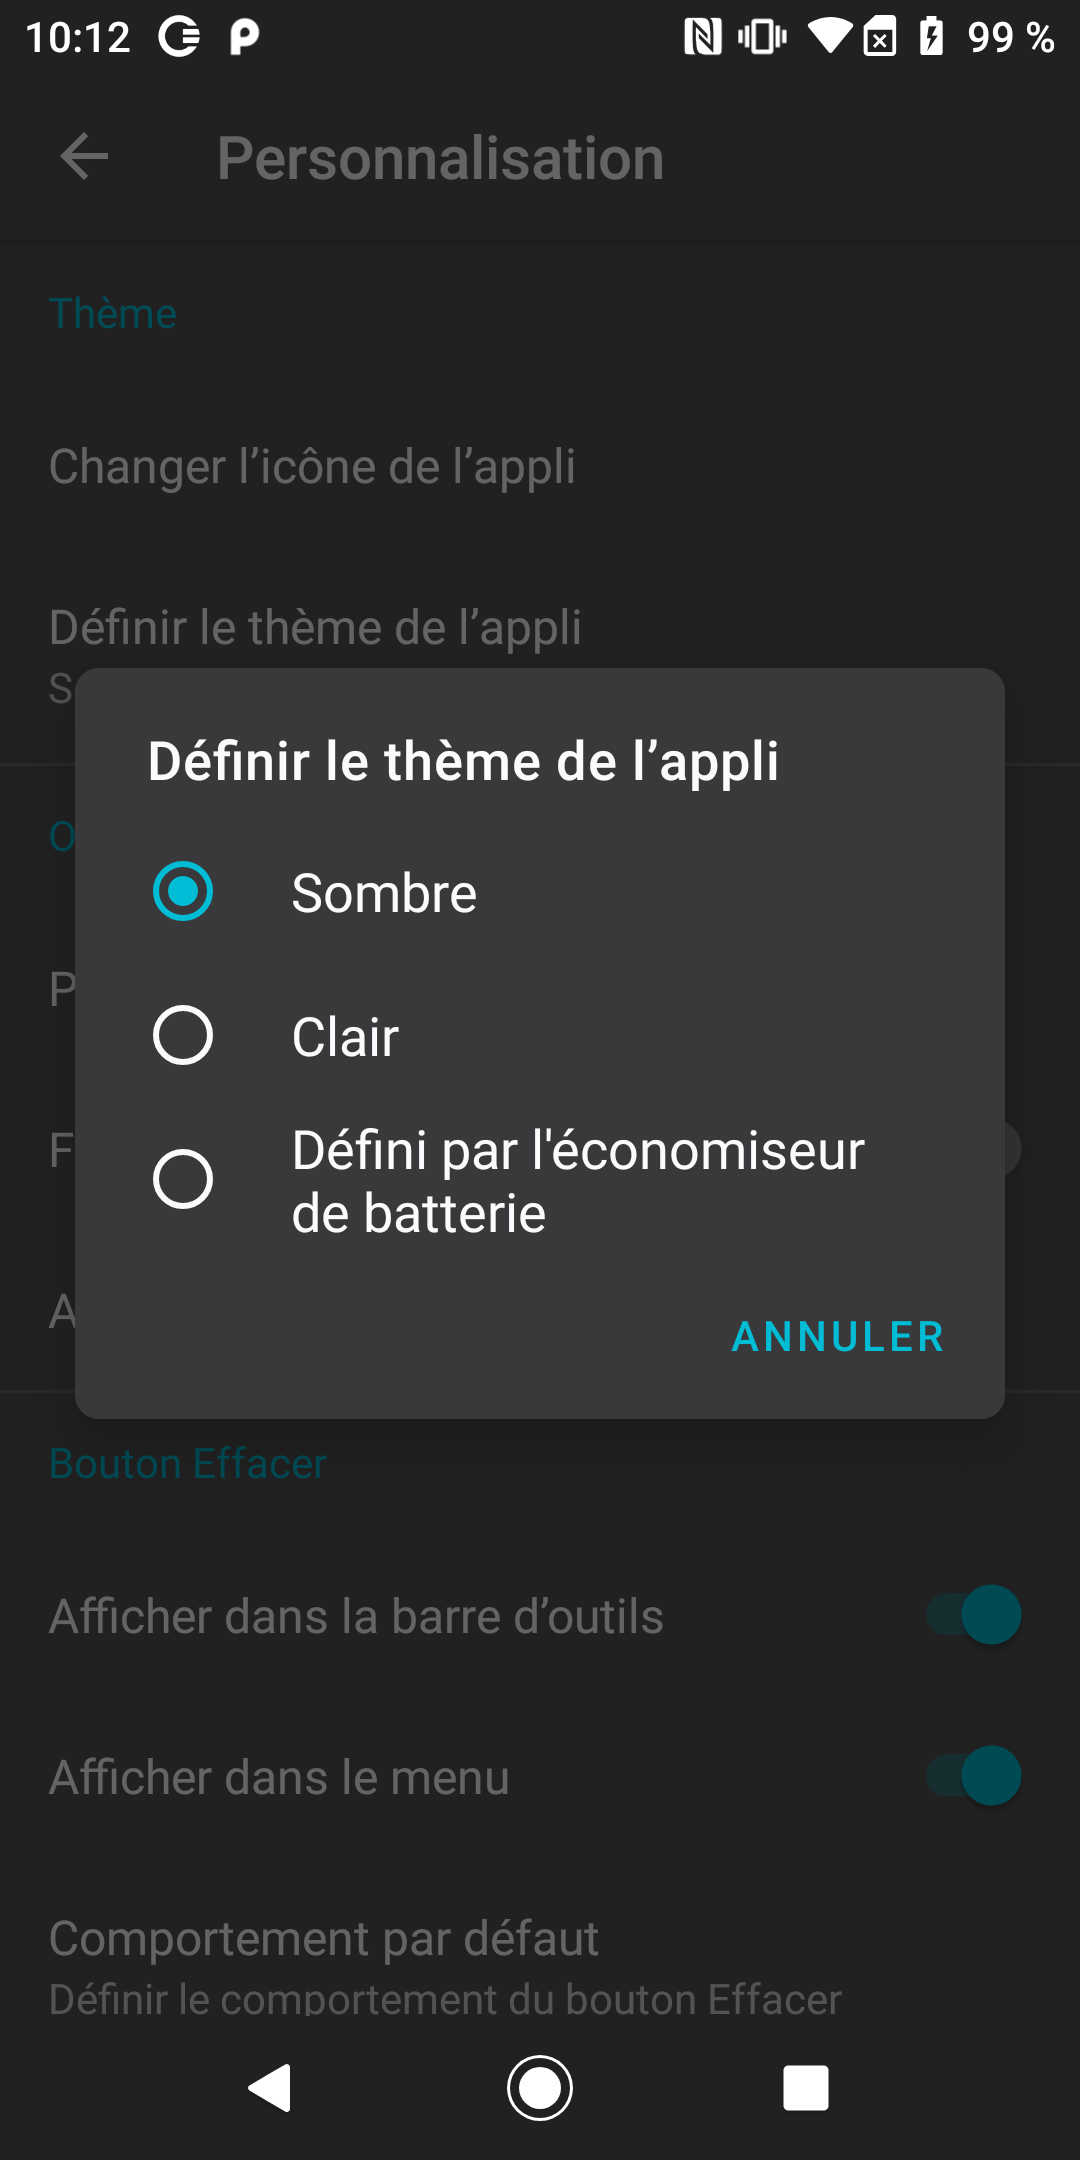 10:12
99 %
Personnalisation
Thème
Changer l’icône de l’appli
Définir le thème de l’appli
S
Définir le thème de l’appli
O
Sombre
P
Clair
F
Défini par l'économiseur
de batterie
A
ANNULER
Bouton Effacer
Afficher dans la barre d’outils
Afficher dans le menu
Comportement par défaut
Définir le comportement du bouton Effacer